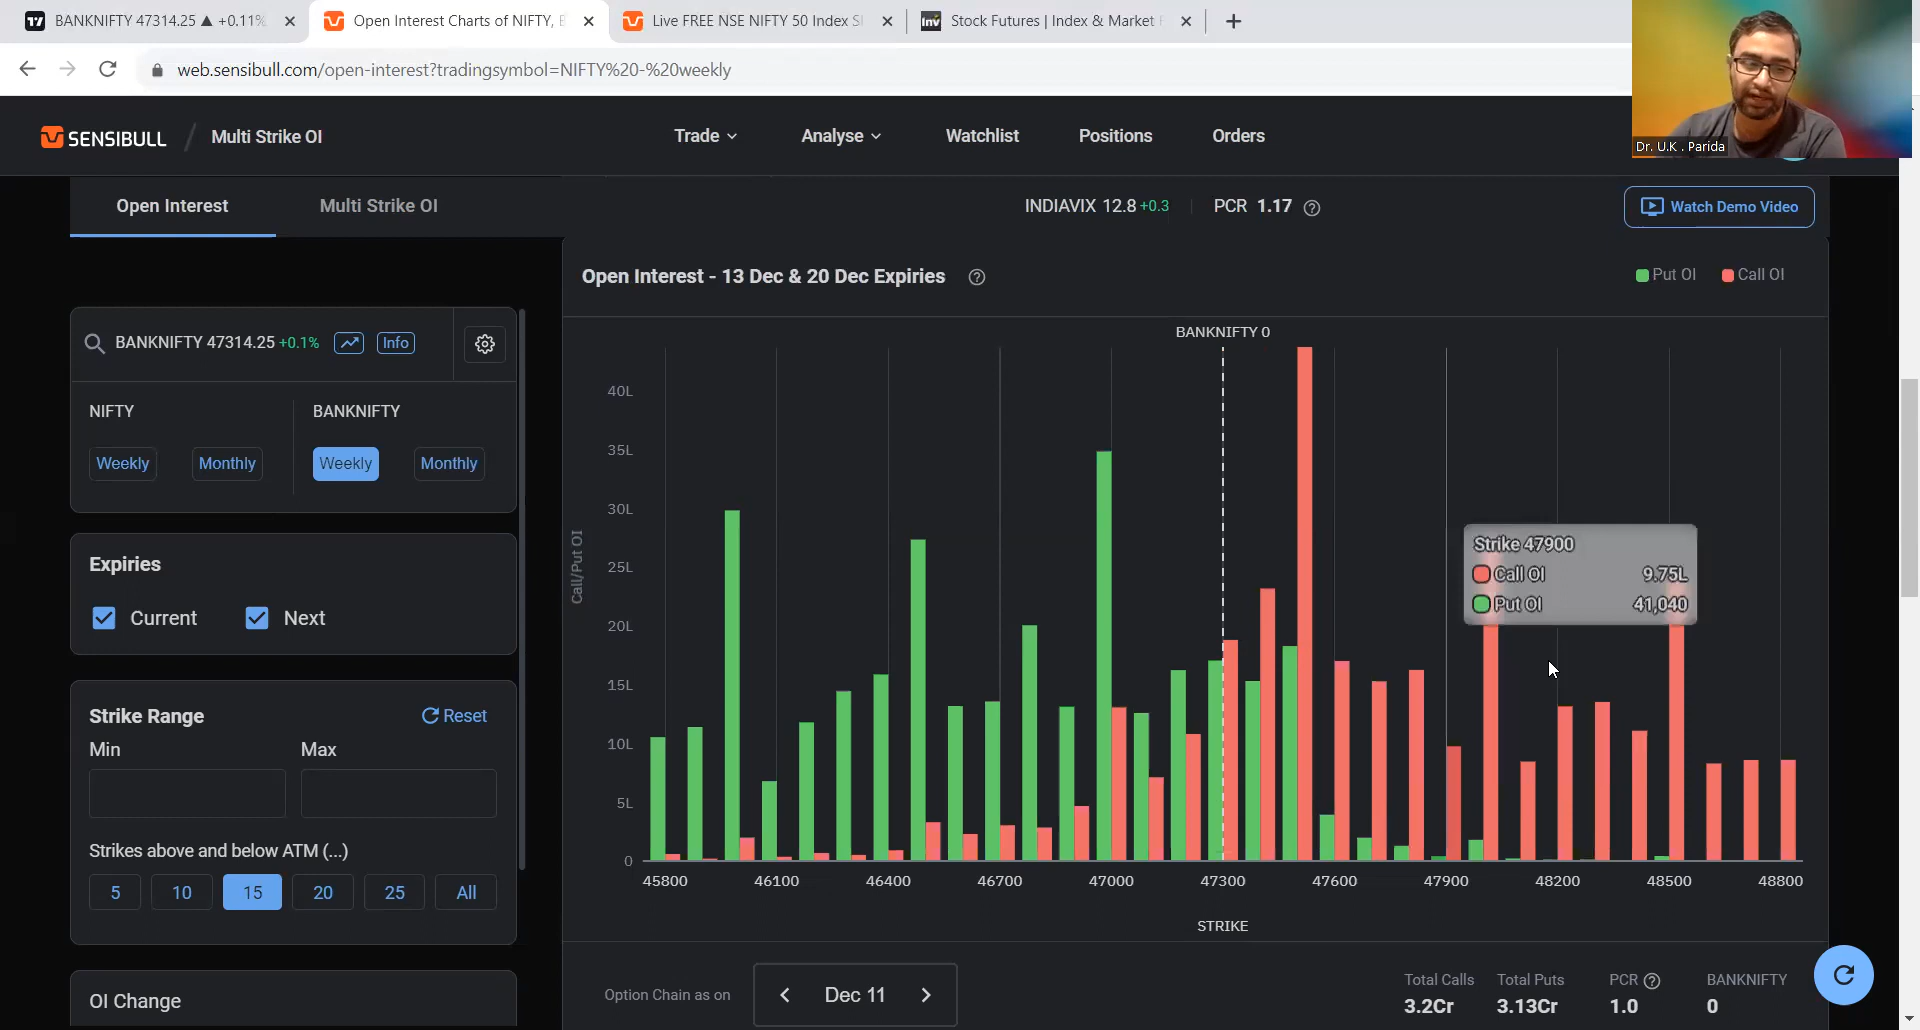 BANKNIFTY 47314.25 ▲ +0.11%
Open Interest Charts of NIFTY,
Live FREE NSE NIFTY 50 Index
Inv Stock Futures | Index & Market
web.sensibull.com/open-interest?tradingsymbol=NIFTY%20-%20weekly
Dr. U.K . Parida
SENSIBULL / Multi Strike OI
Trade
Analyse
Watchlist
Positions
Orders
Open Interest
Multi Strike OI
INDIAVIX 12.8 +0.3
PCR 1.17
Watch Demo Video
Open Interest - 13 Dec & 20 Dec Expiries
Put OI
Call OI
BANKNIFTY 47314.25 +0.1%
Info
NIFTY
BANKNIFTY
Weekly
Monthly
Weekly
Monthly
Expiries
Current
Next
Strike Range
Reset
Min
Max
Strikes above and below ATM (...)
5
10
15
20
25
All
OI Change
BANKNIFTY 0
Call/Put OI
40L
35L
30L
25L
20L
15L
10L
5L
0
Strike 47900
Call OI 9.75L
Put OI 41,040
45800
46100
46400
46700
47000
47300
47600
47900
48200
48500
48800
STRIKE
Option Chain as on
Dec 11
Total Calls
3.2Cr
Total Puts
3.13Cr
PCR
1.0
BANKNIFTY
0